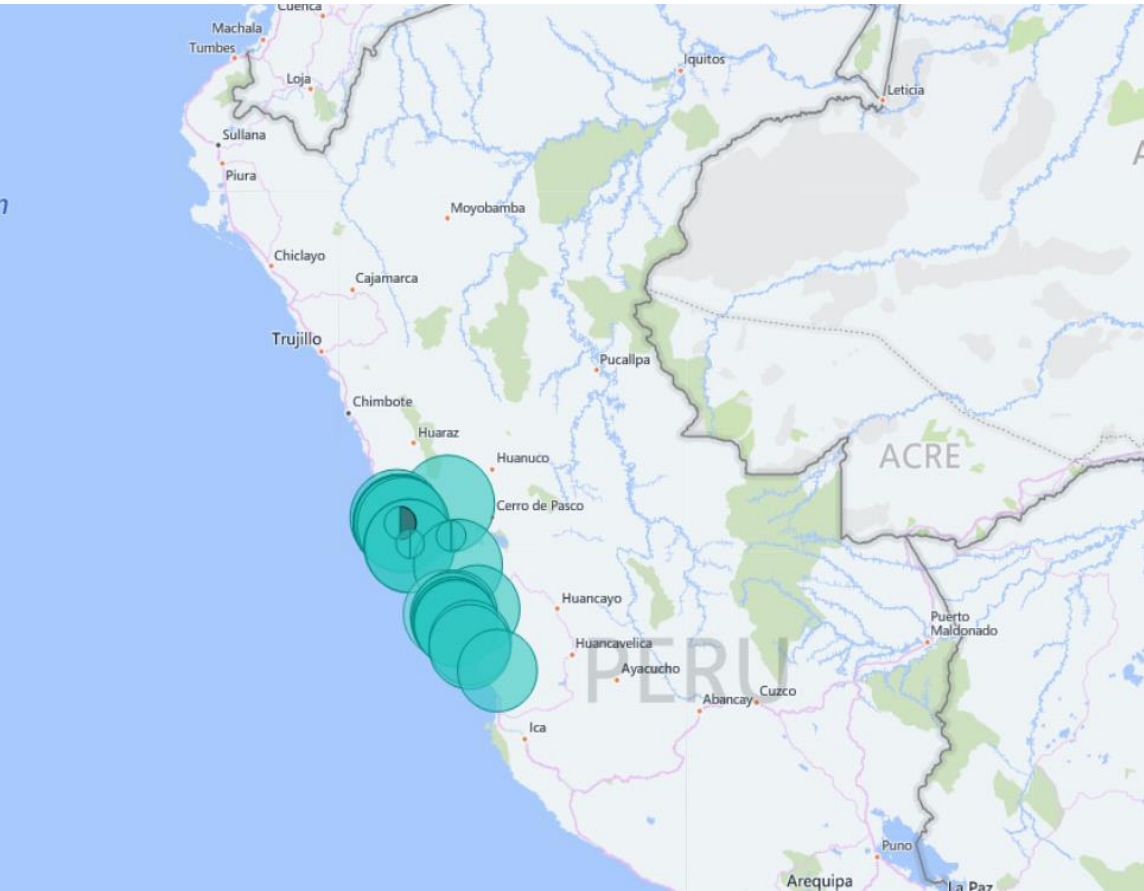 Cuenca
Machala
Tumbes
Iquitos
Loja
Leticia
Sullana
Piura
Moyobamba
Chiclayo
Cajamarca
Trujillo
Pucallpa
Chimbote
Huaraz
Huanuco
ACRE
Cerro de Pasco
Huancayo
Puerto
Maldonado
Huancavelica
PERU
Ayacucho
Abancay
Cuzco
Ica
Puno
Arequipa
La Paz